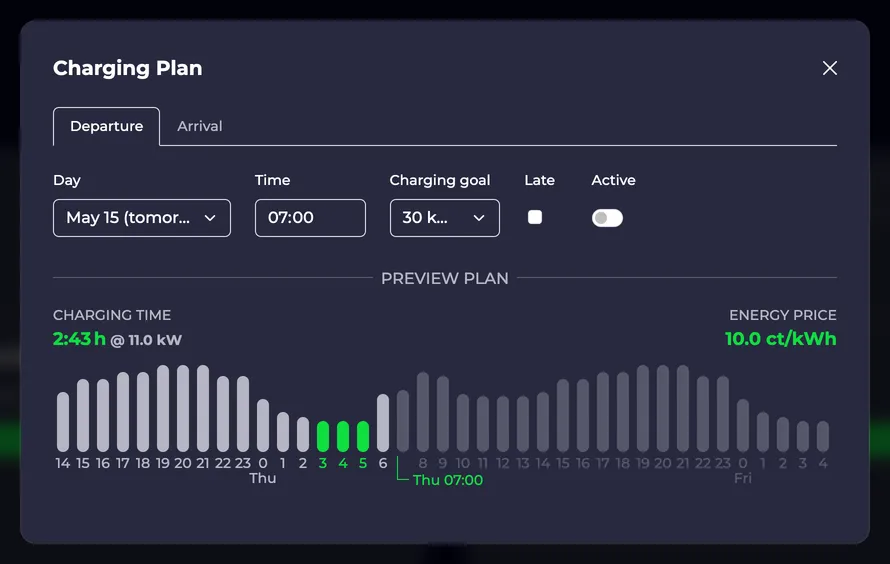 Charging Plan
Departure Arrival
Day Time Charging goal Late Active
May 15 (tomor... 07:00 30 k...
PREVIEW PLAN
CHARGING TIME ENERGY PRICE
2:43 h @ 11.0 kW 10.0 ct/kWh
14 15 16 17 18 19 20 21 22 23 0 1 2 3 4 5 6 8 9 10 11 12 13 14 15 16 17 18 19 20 21 22 23 0 1 2 3 4
Thu Thu 07:00 Fri